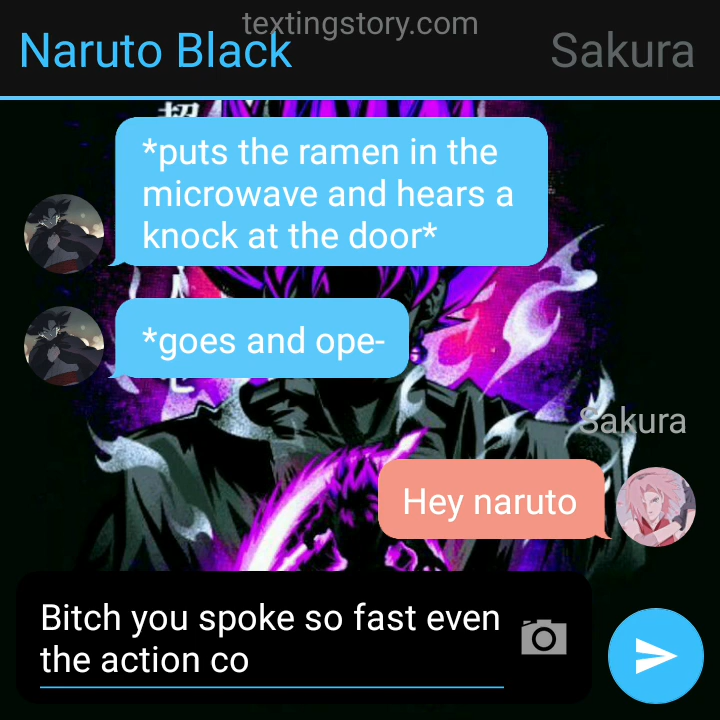 textingstory.com
Naruto Black
Sakura
*puts the ramen in the
microwave and hears a
knock at the door*
*goes and ope-
Sakura
Hey naruto
Bitch you spoke so fast even
the action co